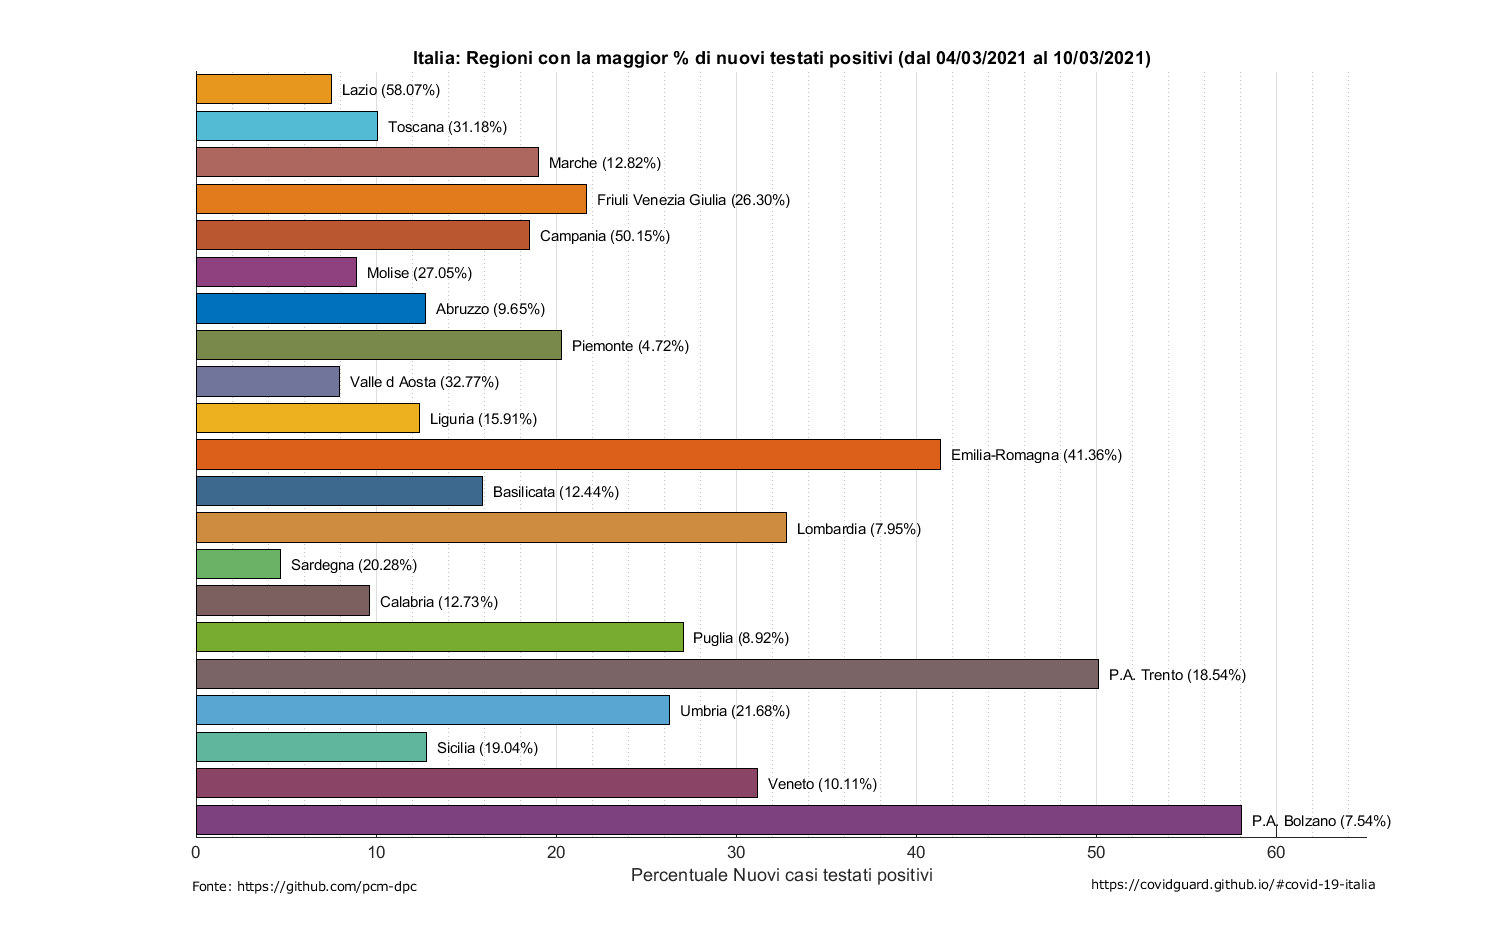 Italia: Regioni con la maggior % di nuovi testati positivi (dal 04/03/2021 al 10/03/2021)
Lazio (58.07%)
Toscana (31.18%)
Marche (12.82%)
Friuli Venezia Giulia (26.30%)
Campania (50.15%)
Molise (27.05%)
Abruzzo (9.65%)
Piemonte (4.72%)
Valle d Aosta (32.77%)
Liguria (15.91%)
Emilia-Romagna (41.36%)
Basilicata (12.44%)
Lombardia (7.95%)
Sardegna (20.28%)
Calabria (12.73%)
Puglia (8.92%)
P.A. Trento (18.54%)
Umbria (21.68%)
Sicilia (19.04%)
Veneto (10.11%)
P.A. Bolzano (7.54%)
0 10 20 30 40 50 60
Percentuale Nuovi casi testati positivi
Fonte: https://github.com/pcm-dpc
https://covidguard.github.io/#covid-19-italia